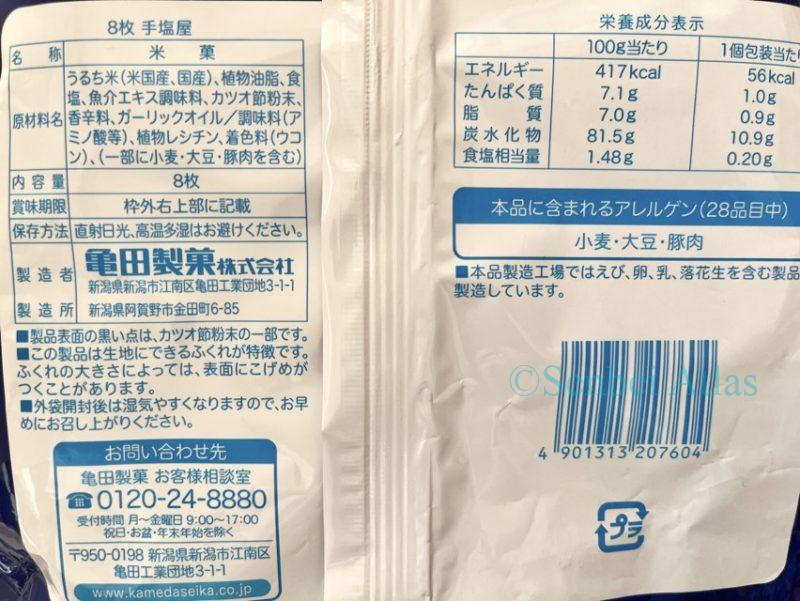 8枚 手塩屋
名称 米菓
原材料名 うるち米(米国産、国産)、植物油脂、食
塩、魚介エキス調味料、カツオ節粉末、
香辛料、ガーリックオイル/調味料(ア
ミノ酸等)、植物レシチン、着色料(ウコ
ン)、(一部に小麦・大豆・豚肉を含む)
内容量 8枚
賞味期限 枠外右上部に記載
保存方法 直射日光、高温多湿はお避けください。
製造者 亀田製菓株式会社
新潟県新潟市江南区亀田工業団地3-1-1
製造所 新潟県阿賀野市金田町6-85
■製品表面の黒い点は、カツオ節粉末の一部です。
■この製品は生地にできるふくれが特徴です。
ふくれの大きさによっては、表面にこげめが
つくことがあります。
■外袋開封後は湿気やすくなりますので、お早
めにお召し上がりください。
お問い合わせ先
亀田製菓 お客様相談室
☎0120-24-8880
受付時間 月〜金曜日 9:00〜17:00
祝日・お盆・年末年始を除く
〒950-0198 新潟県新潟市江南区
亀田工業団地3-1-1
www.kamedaseika.co.jp
栄養成分表示
100g当たり 1個包装当たり
エネルギー 417kcal 56kcal
たんぱく質 7.1g 1.0g
脂質 7.0g 0.9g
炭水化物 81.5g 10.9g
食塩相当量 1.48g 0.20g
本品に含まれるアレルゲン(28品目中)
小麦・大豆・豚肉
■本品製造工場ではえび、卵、乳、落花生を含む製品
製造しています。
©Senbei Atlas
4 901313 207604
プラ